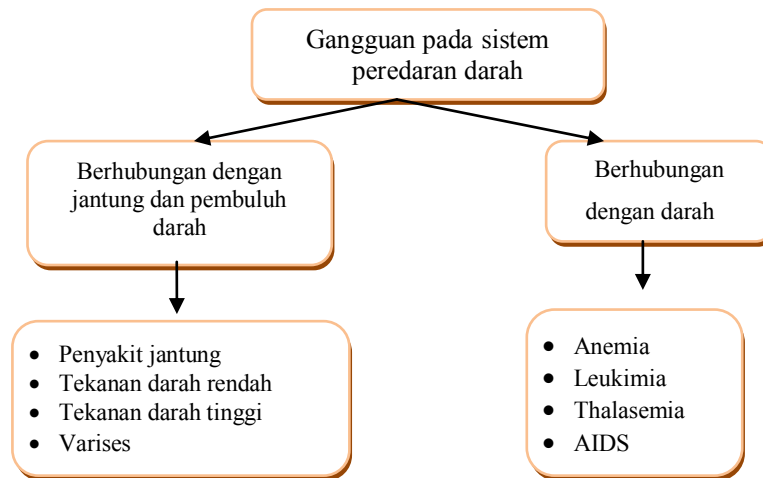 Gangguan pada sistem
peredaran darah
Berhubungan dengan
jantung dan pembuluh
darah
Berhubungan
dengan darah
• Penyakit jantung
• Tekanan darah rendah
• Tekanan darah tinggi
• Varises
• Anemia
• Leukimia
• Thalasemia
• AIDS